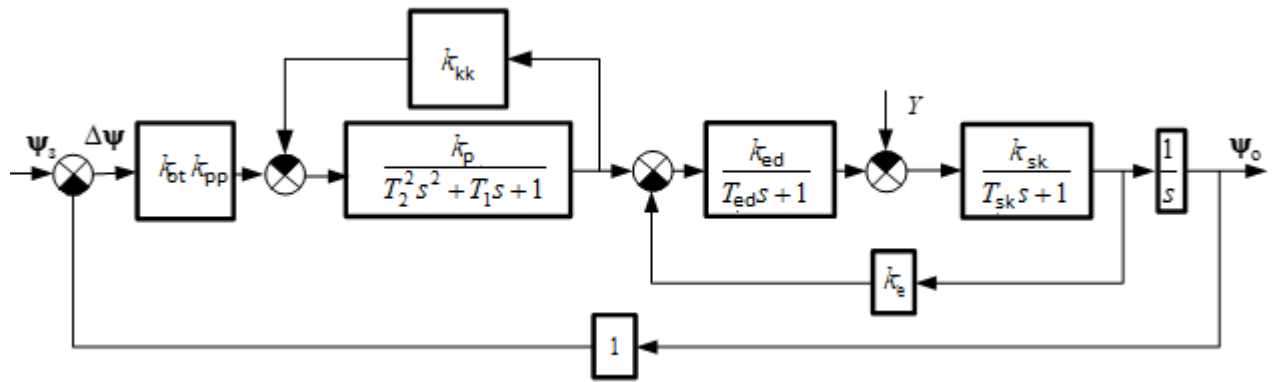 k_kk
Ψ_s
ΔΨ
k_bt k_pp
k_p
T_2^2 s^2 + T_1 s + 1
k_ed
T_ed s + 1
Y
k_sk
T_sk s + 1
1
s
Ψ_o
k_e
1